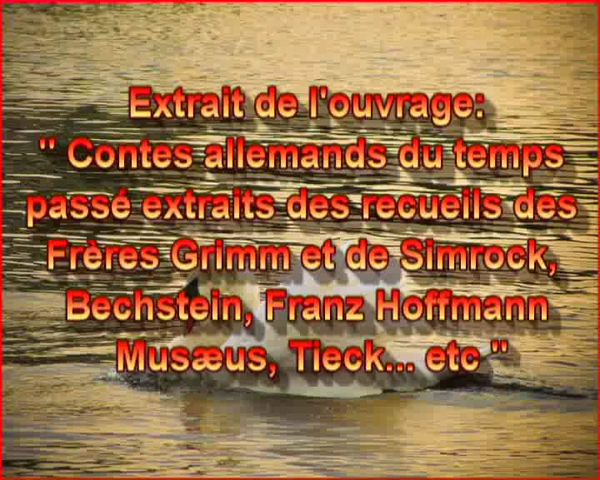 Extrait de l'ouvrage:
" Contes allemands du temps
passé extraits des recueils des
Frères Grimm et de Simrock,
Bechstein, Franz Hoffmann
Musæus, Tieck... etc "